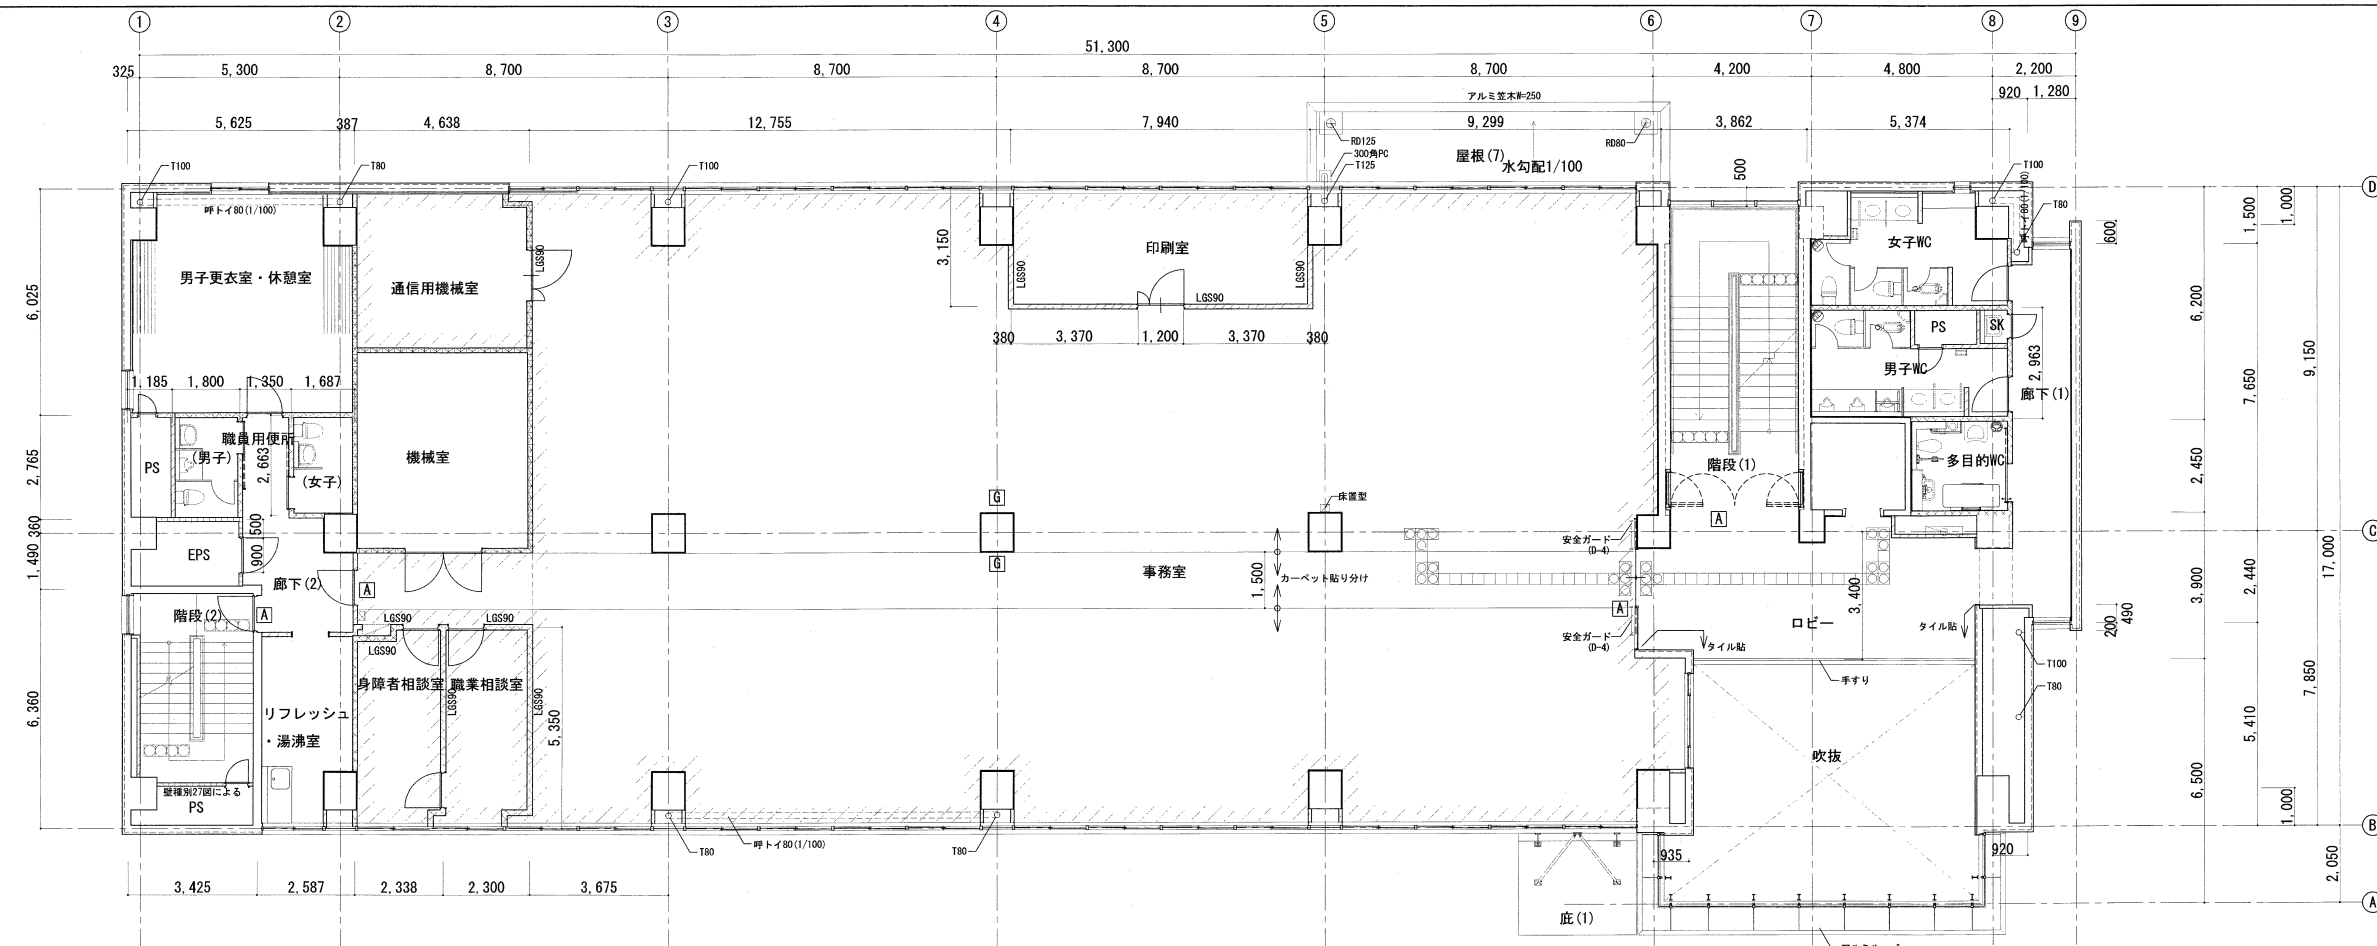 1 2 3 4 5 6 7 8 9
51,300
325 5,300 8,700 8,700 8,700 8,700 4,200 4,800 2,200
アルミ笠木W=250
920 1,280
5,625 387 4,638 12,755 7,940 9,299 3,862 5,374
RD125
RD80
300角PC
屋根(7)
水勾配1/100
T100
T80
T100
T125
T100
500
D
呼トイ80(1/100)
呼トイ80(1/100)
T80
1,500
1,000
600
男子更衣室・休憩室
通信用機械室
LGS90
3,150
印刷室
LGS90
LGS90
LGS90
女子WC
6,025
6,200
9,150
380 3,370 1,200 3,370 380
PS
SK
男子WC
2,963
廊下(1)
7,650
1,185 1,800 1,350 1,687
職員用便所
(男子)
(女子)
PS
2,663
2,765
機械室
階段(1)
多目的WC
2,450
G
床置型
A
360
500
C
EPS
900
1,490
G
安全ガード
(D-4)
廊下(2)
A
事務室
1,500
カーペット貼り分け
3,400
3,900
2,440
17,000
階段(2)
A
A
LGS90
LGS90
LGS90
安全ガード
(D-4)
タイル貼
ロビー
タイル貼
200
490
身障者相談室
職業相談室
LGS90
LGS90
5,350
リフレッシュ
・湯沸室
手すり
T100
T80
6,360
吹抜
5,410
7,850
6,500
1,000
壁種別27図による
PS
T80
呼トイ80(1/100)
T80
B
935
920
2,050
3,425 2,587 2,338 2,300 3,675
庇(1)
A